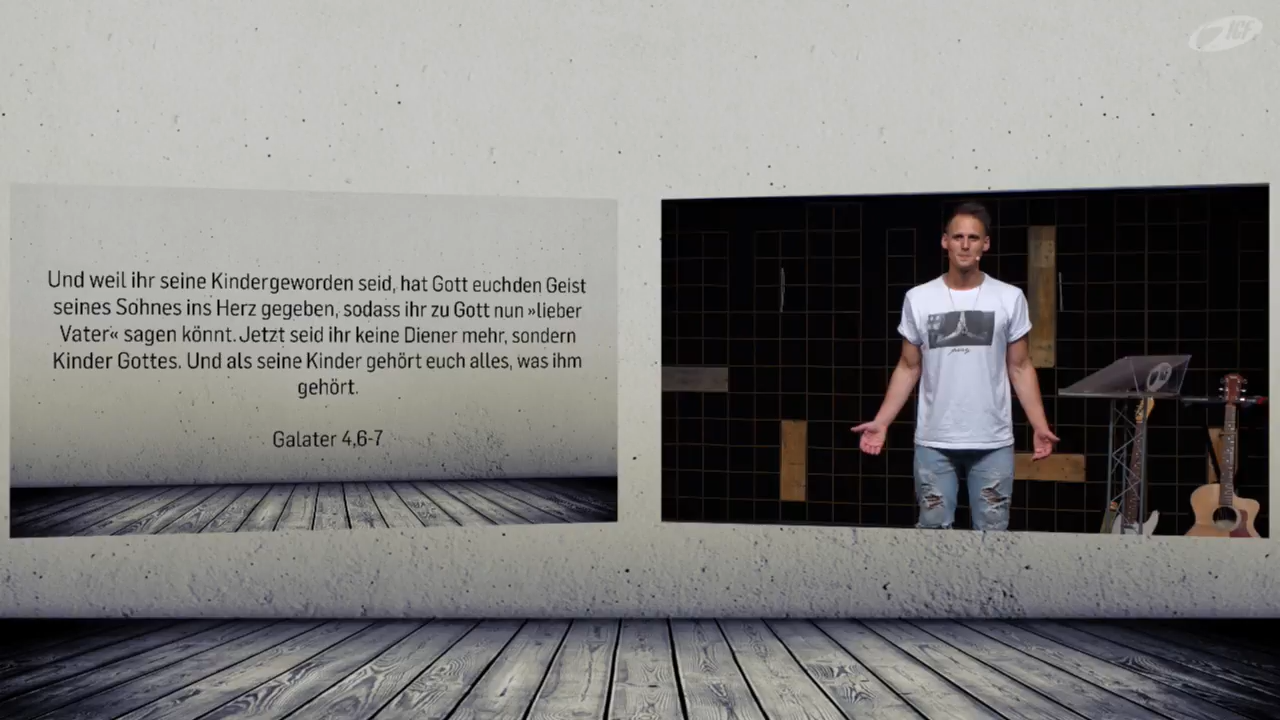 ICF
Und weil ihr seine Kindergeworden seid, hat Gott euchden Geist
seines Sohnes ins Herz gegeben, sodass ihr zu Gott nun »lieber
Vater« sagen könnt. Jetzt seid ihr keine Diener mehr, sondern
Kinder Gottes. Und als seine Kinder gehört euch alles, was ihm
gehört.
Galater 4,6-7